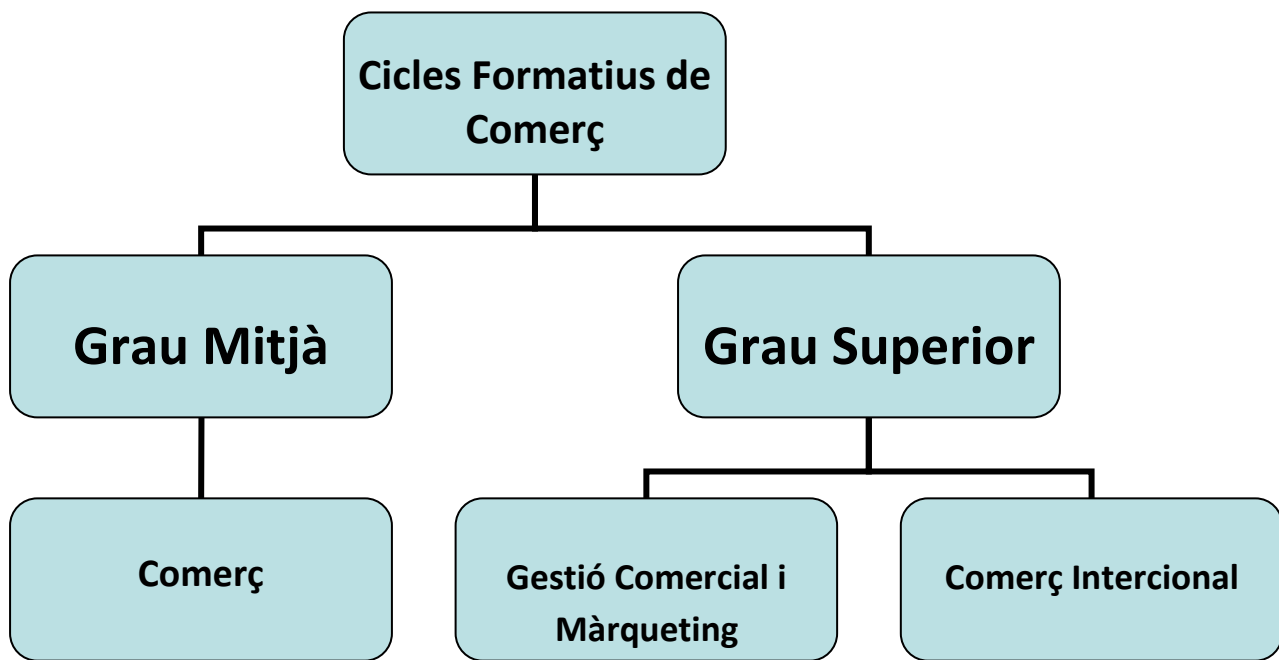 Cicles Formatius de
Comerç
Grau Mitjà
Grau Superior
Comerç
Gestió Comercial i
Màrqueting
Comerç Intercional